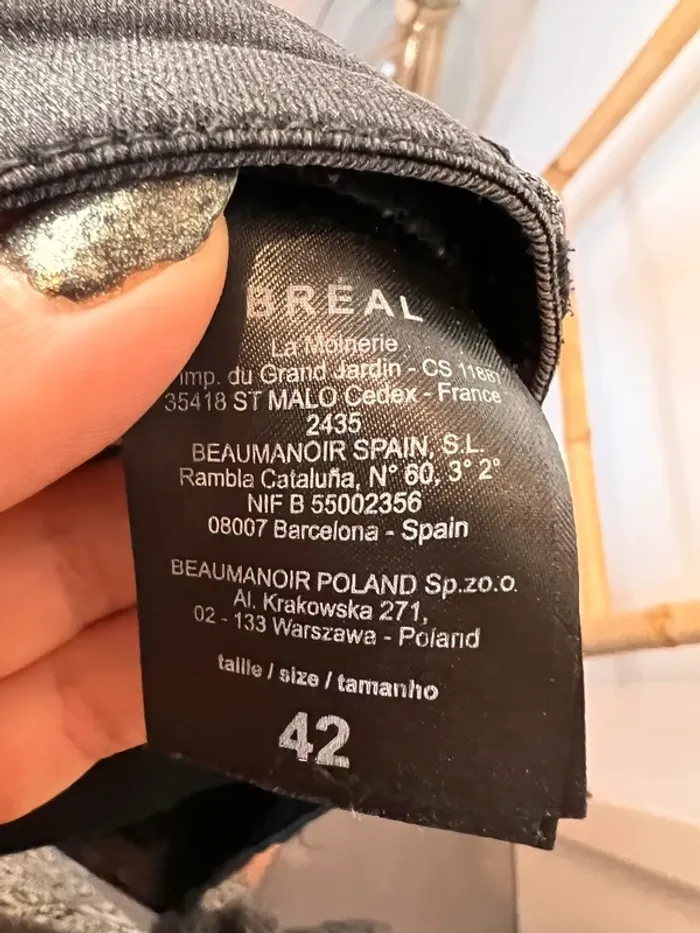 BRÉAL
La Moinerie
imp. du Grand Jardin - CS 11887
35418 ST MALO Cedex - France
2435
BEAUMANOIR SPAIN, S.L.
Rambla Cataluña, N° 60, 3° 2°
NIF B 55002356
08007 Barcelona - Spain
BEAUMANOIR POLAND Sp.zo.o.
Al. Krakowska 271,
02 - 133 Warszawa - Poland
taille / size / tamanho
42